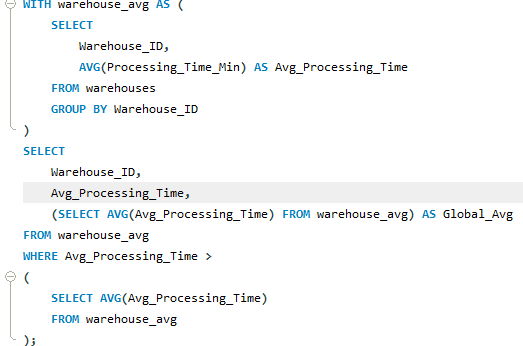 WITH warehouse_avg AS (
    SELECT
        Warehouse_ID,
        AVG(Processing_Time_Min) AS Avg_Processing_Time
    FROM warehouses
    GROUP BY Warehouse_ID
)
SELECT
    Warehouse_ID,
    Avg_Processing_Time,
    (SELECT AVG(Avg_Processing_Time) FROM warehouse_avg) AS Global_Avg
FROM warehouse_avg
WHERE Avg_Processing_Time >
(
    SELECT AVG(Avg_Processing_Time)
    FROM warehouse_avg
);